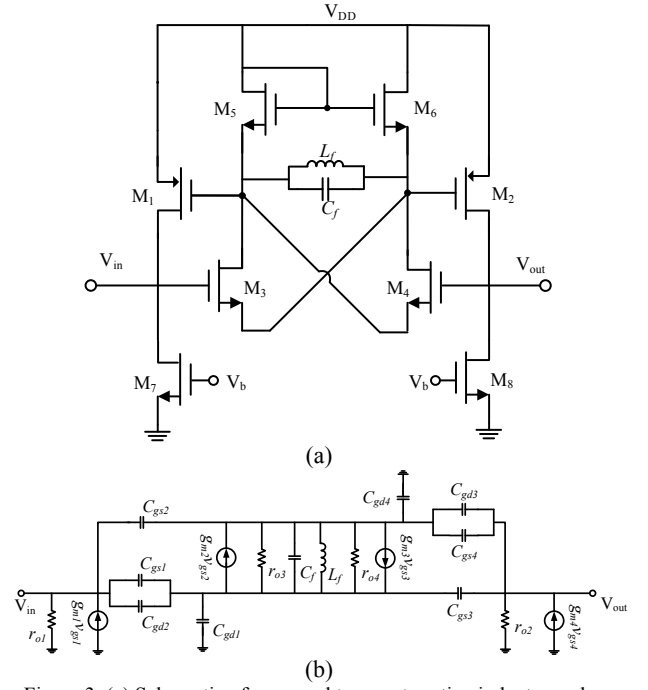 V_DD
M_5
M_6
L_f
C_f
M_1
M_2
V_in
V_out
M_3
M_4
M_7
V_b
V_b
M_8
(a)
C_gs2
C_gd4
C_gd3
C_gs4
C_gs1
C_gd2
g_m2V_gs2
r_o3
C_f
L_f
r_o4
g_m3V_gs3
V_in
r_o1
g_m1V_gs1
C_gd1
C_gs3
r_o2
g_m4V_gs4
V_out
(b)